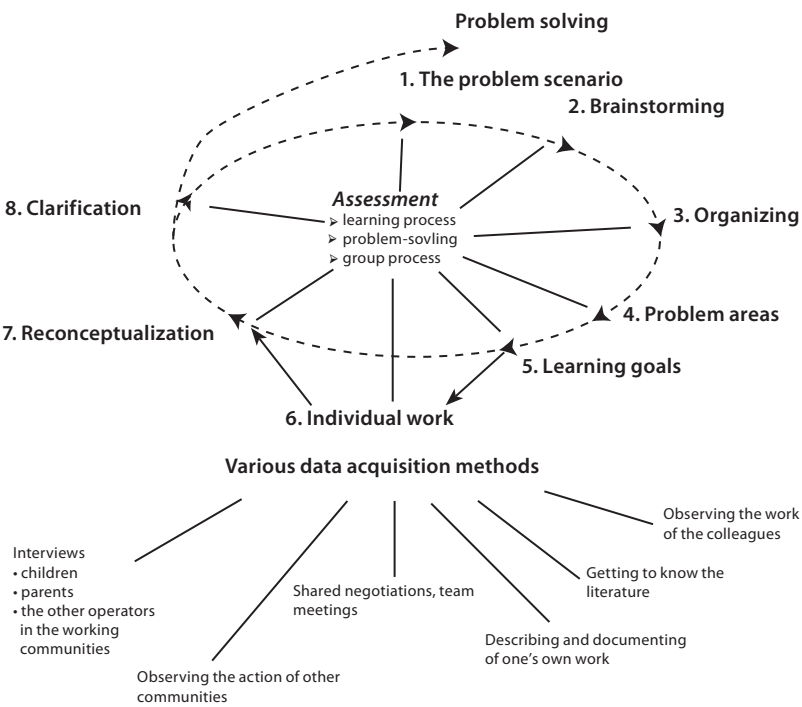 Problem solving
1. The problem scenario
2. Brainstorming
3. Organizing
4. Problem areas
5. Learning goals
6. Individual work
7. Reconceptualization
8. Clarification
Assessment
➢ learning process
➢ problem-sovling
➢ group process
Various data acquisition methods
Interviews
• children
• parents
• the other operators
in the working
communities
Observing the action of other
communities
Shared negotiations, team
meetings
Describing and documenting
of one’s own work
Getting to know the
literature
Observing the work
of the colleagues